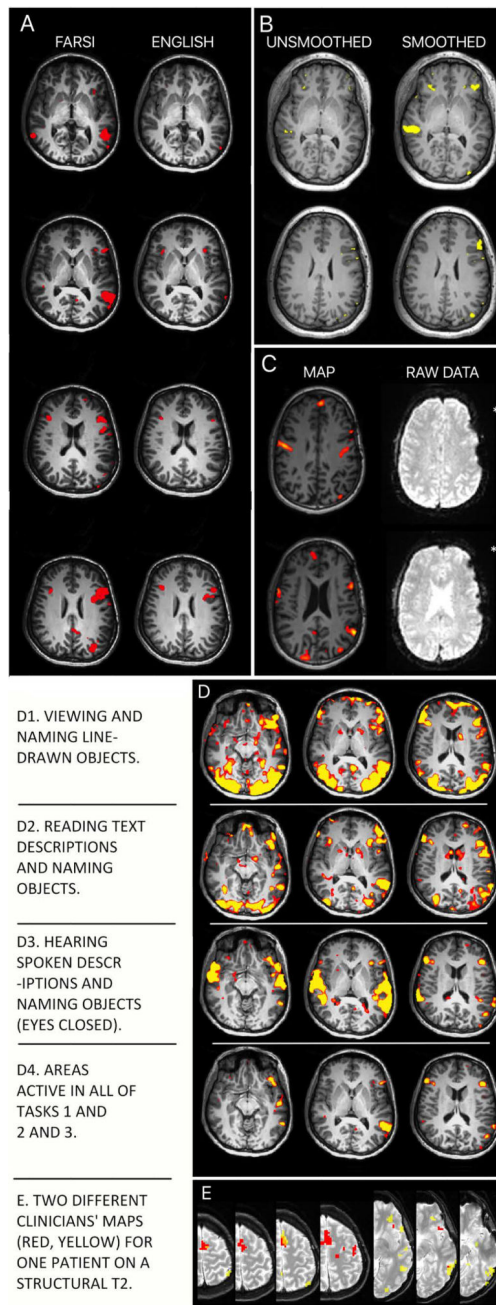 A
FARSI ENGLISH
B
UNSMOOTHED SMOOTHED
C
MAP RAW DATA
*
*
D
D1. VIEWING AND
NAMING LINE-
DRAWN OBJECTS.
D2. READING TEXT
DESCRIPTIONS
AND NAMING
OBJECTS.
D3. HEARING
SPOKEN DESCR
-IPTIONS AND
NAMING OBJECTS
(EYES CLOSED).
D4. AREAS
ACTIVE IN ALL OF
TASKS 1 AND
2 AND 3.
E
E. TWO DIFFERENT
CLINICIANS' MAPS
(RED, YELLOW) FOR
ONE PATIENT ON A
STRUCTURAL T2.